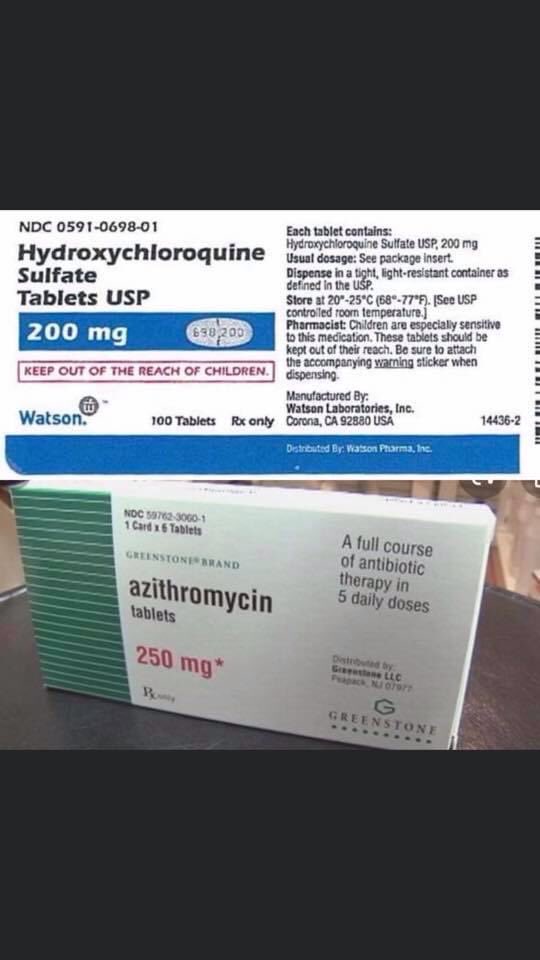 NDC 0591-0698-01
Hydroxychloroquine
Sulfate
Tablets USP
200 mg
698,200
KEEP OUT OF THE REACH OF CHILDREN.
Watson.™
100 Tablets Rx only
Each tablet contains:
Hydroxychloroquine Sulfate USP, 200 mg
Usual dosage: See package insert.
Dispense in a tight, light-resistant container as
defined in the USP.
Store at 20°-25°C (68°-77°F). [See USP
controlled room temperature.]
Pharmacist: Children are especially sensitive
to this medication. These tablets should be
kept out of their reach. Be sure to attach
the accompanying warning sticker when
dispensing.
Manufactured By:
Watson Laboratories, Inc.
Corona, CA 92880 USA 14436-2
Distributed By: Watson Pharma, Inc.
NDC 59762-3060-1
1 Card x 6 Tablets
GREENSTONE® BRAND
azithromycin
tablets
250 mg*
Rx only
A full course
of antibiotic
therapy in
5 daily doses
Distributed by:
Greenstone LLC
Peapack, NJ 07977
G
GREENSTONE